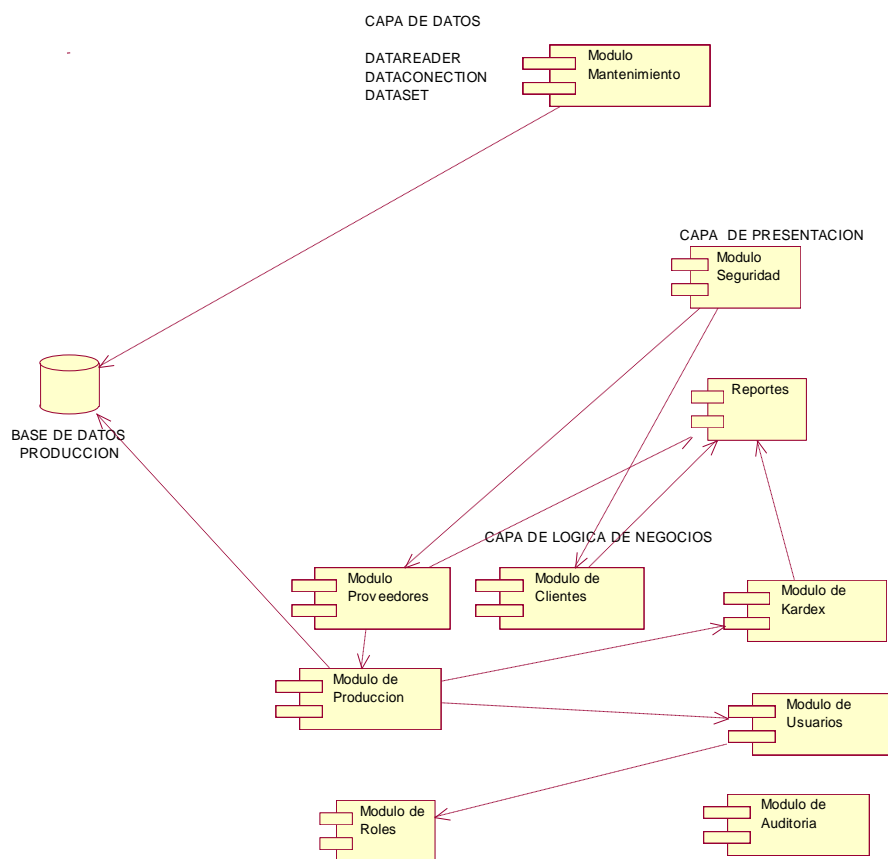 CAPA DE DATOS
DATAREADER
DATACONECTION
DATASET
Modulo
Mantenimiento
CAPA DE PRESENTACION
Modulo
Seguridad
Reportes
BASE DE DATOS
PRODUCCION
CAPA DE LOGICA DE NEGOCIOS
Modulo
Proveedores
Modulo de
Clientes
Modulo de
Kardex
Modulo de
Produccion
Modulo de
Usuarios
Modulo de
Roles
Modulo de
Auditoria